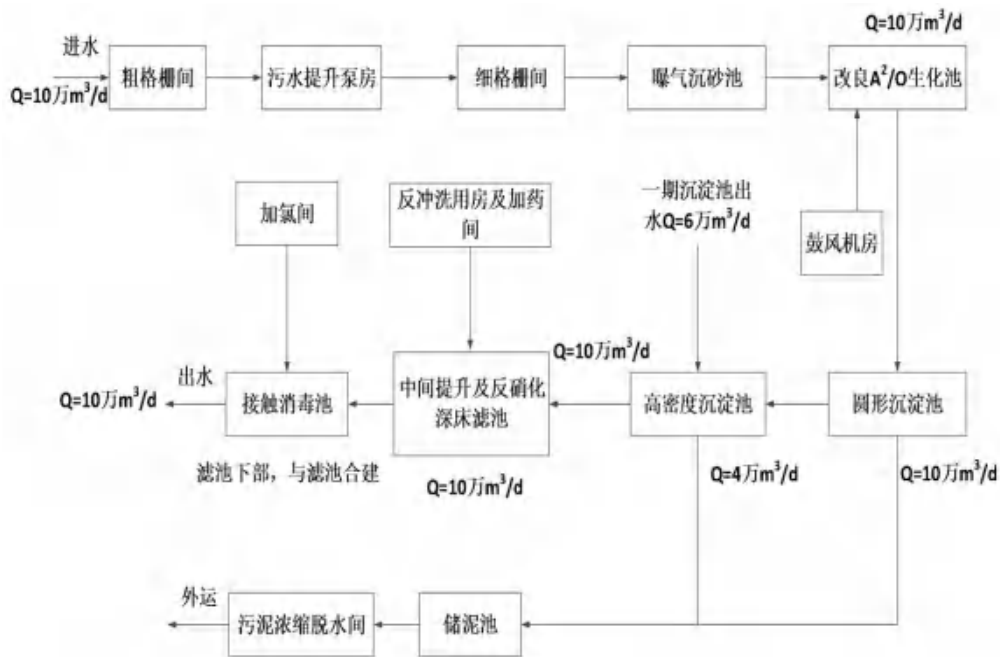 Q=10万m³/d
进水
Q=10万m³/d
粗格栅间
污水提升泵房
细格栅间
曝气沉砂池
改良A²/O生化池
加氯间
反冲洗用房及加药
间
一期沉淀池出
水Q=6万m³/d
鼓风机房
Q=10万m³/d
出水
Q=10万m³/d
接触消毒池
中间提升及反硝化
深床滤池
高密度沉淀池
圆形沉淀池
滤池下部，与滤池合建
Q=10万m³/d
Q=4万m³/d
Q=10万m³/d
外运
污泥浓缩脱水间
储泥池